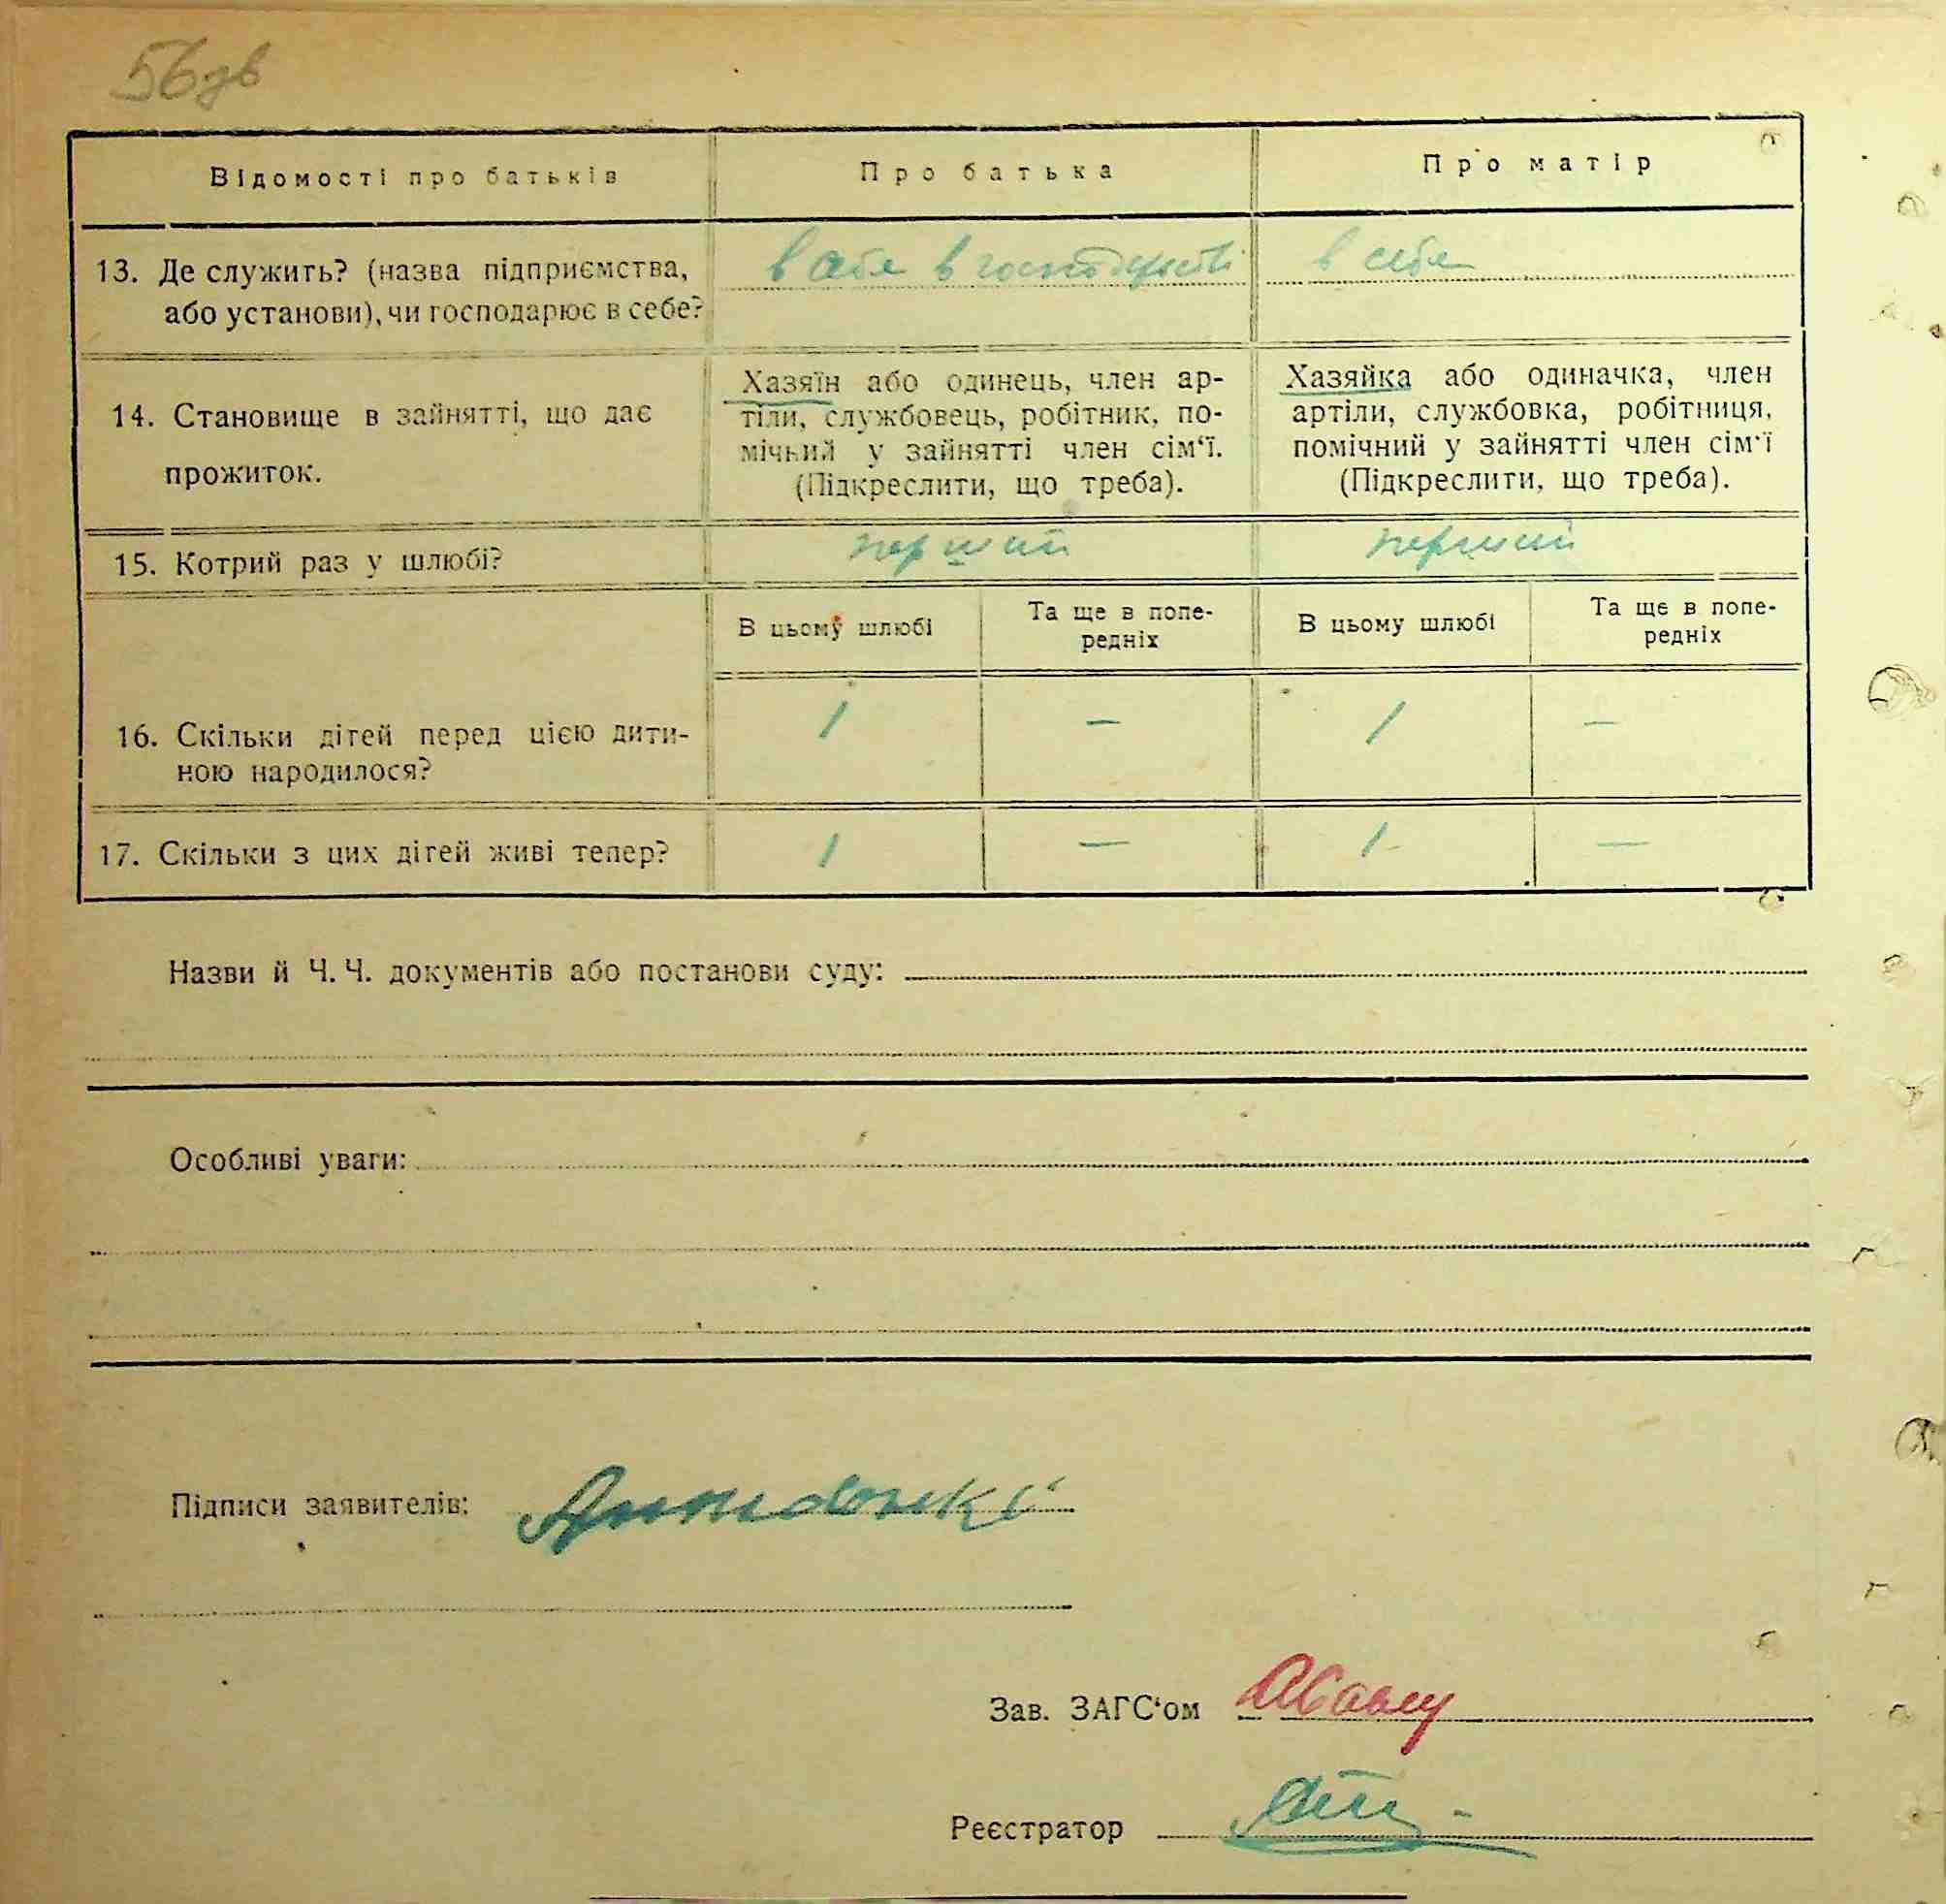 56зв
Відомості про батьків
Про батька
Про матір
13. Де служить? (назва підприємства,
або установи), чи господарює в себе?
в себе в господарстві
в себе
14. Становище в зайнятті, що дає
прожиток.
Хазяїн або одинець, член ар-
тіли, службовець, робітник, по-
мічний у зайнятті член сім‘ї.
(Підкреслити, що треба).
Хазяйка або одиначка, член
артіли, службовка, робітниця,
помічний у зайнятті член сім‘ї
(Підкреслити, що треба).
15. Котрий раз у шлюбі?
перший
перший
В цьому шлюбі
Та ще в попе-
редніх
В цьому шлюбі
Та ще в попе-
редніх
16. Скільки дітей перед цією дити-
ною народилося?
1
—
1
—
17. Скільки з цих дітей живі тепер?
1
—
1
—
Назви й Ч. Ч. документів або постанови суду:
Особливі уваги:
Підписи заявителів:
Зав. ЗАГС‘ом
Реєстратор